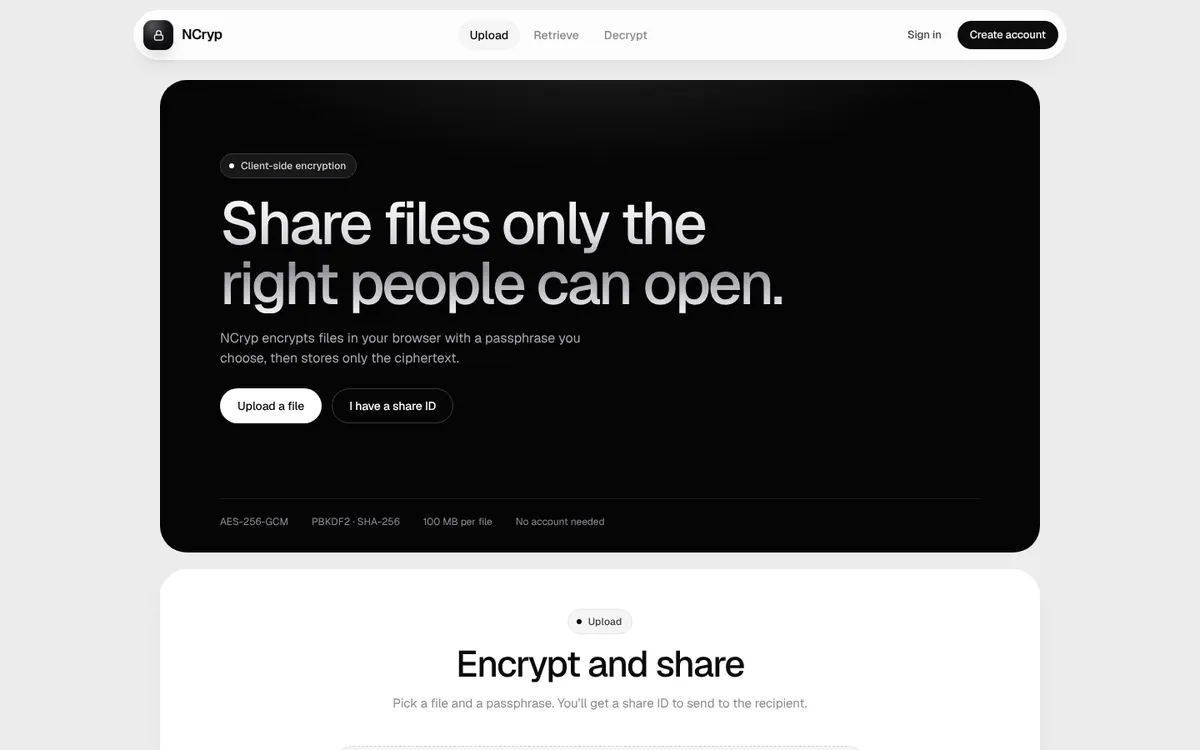 NCryp
Upload
Retrieve
Decrypt
Sign in
Create account
Client-side encryption
Share files only the
right people can open.
NCryp encrypts files in your browser with a passphrase you
choose, then stores only the ciphertext.
Upload a file
I have a share ID
AES-256-GCM
PBKDF2 · SHA-256
100 MB per file
No account needed
Upload
Encrypt and share
Pick a file and a passphrase. You'll get a share ID to send to the recipient.